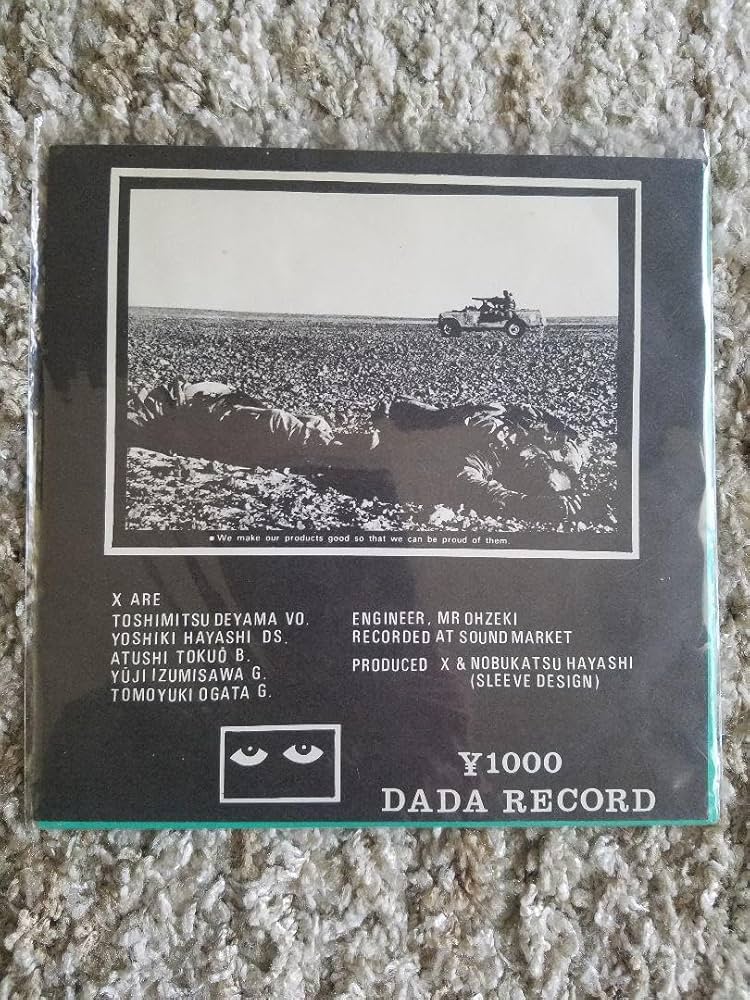 ▪ We make our products good so that we can be proud of them.
X ARE
TOSHIMITSU DEYAMA VO.
YOSHIKI HAYASHI DS.
ATUSHI TOKUŌ B.
YŪJI IZUMISAWA G.
TOMOYUKI OGATA G.
ENGINEER, MR OHZEKI
RECORDED AT SOUND MARKET
PRODUCED X & NOBUKATSU HAYASHI
(SLEEVE DESIGN)
¥1000
DADA RECORD